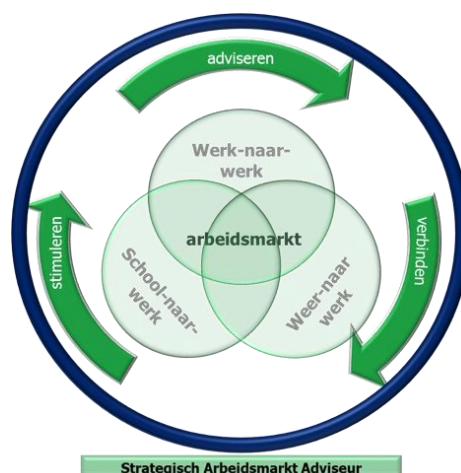 adviseren
Werk-naar-
werk
arbeidsmarkt
stimuleren
verbinden
School-naar-
werk
Weer-naar
werk
Strategisch Arbeidsmarkt Adviseur